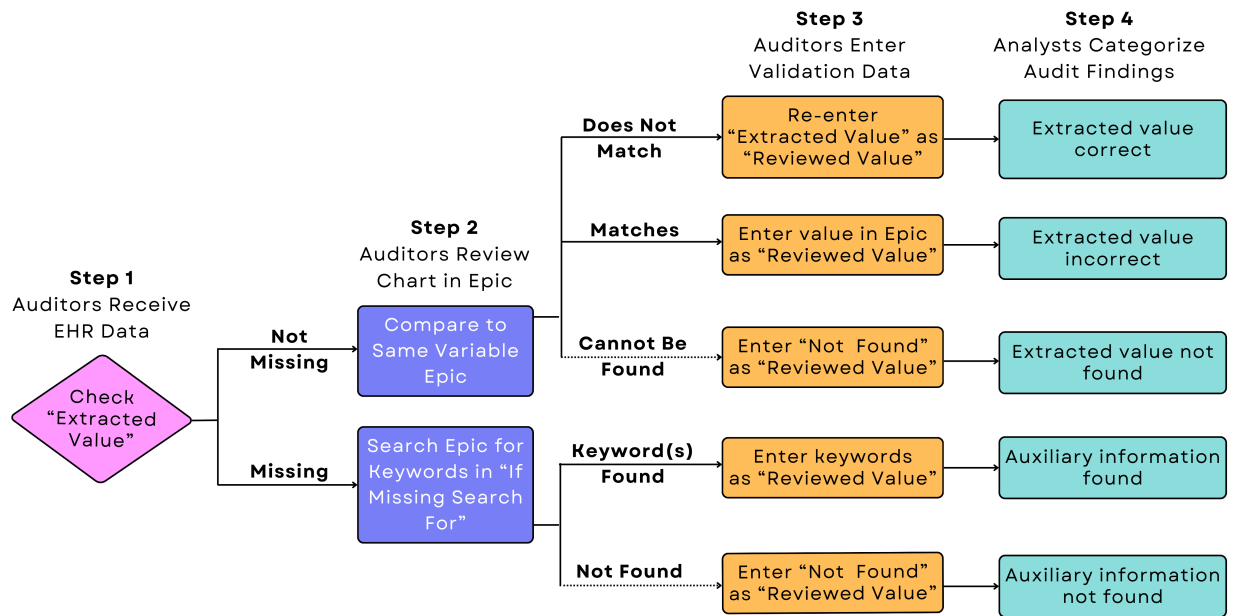 Step 1
Auditors Receive
EHR Data
Check
“Extracted
Value”
Not
Missing
Missing
Step 2
Auditors Review
Chart in Epic
Compare to
Same Variable
Epic
Search Epic for
Keywords in “If
Missing Search
For”
Does Not
Match
Matches
Cannot Be
Found
Keyword(s)
Found
Not Found
Step 3
Auditors Enter
Validation Data
Re-enter
“Extracted Value” as
“Reviewed Value”
Enter value in Epic
as “Reviewed Value”
Enter “Not Found”
as “Reviewed Value”
Enter keywords
as “Reviewed Value”
Enter “Not Found”
as “Reviewed Value”
Step 4
Analysts Categorize
Audit Findings
Extracted value
correct
Extracted value
incorrect
Extracted value not
found
Auxiliary information
found
Auxiliary information
not found